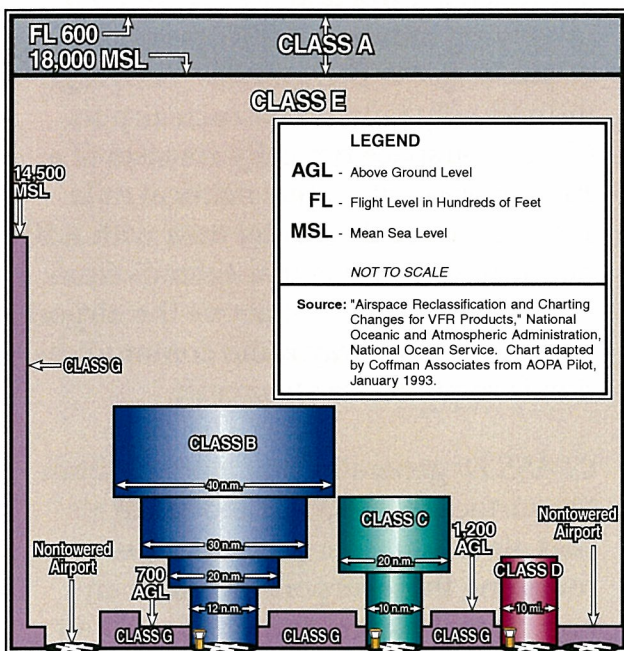 FL 600
18,000 MSL
CLASS A
CLASS E
LEGEND
AGL - Above Ground Level
FL - Flight Level in Hundreds of Feet
MSL - Mean Sea Level
NOT TO SCALE
Source: "Airspace Reclassification and Charting
Changes for VFR Products," National
Oceanic and Atmospheric Administration,
National Ocean Service. Chart adapted
by Coffman Associates from AOPA Pilot,
January 1993.
14,500
MSL
CLASS G
CLASS B
40 n.m.
30 n.m.
20 n.m.
12 n.m.
CLASS C
20 n.m.
10 n.m.
Nontowered
Airport
700
AGL
CLASS G
CLASS G
1,200
AGL
CLASS G
CLASS D
10 mi.
Nontowered
Airport
CLASS G